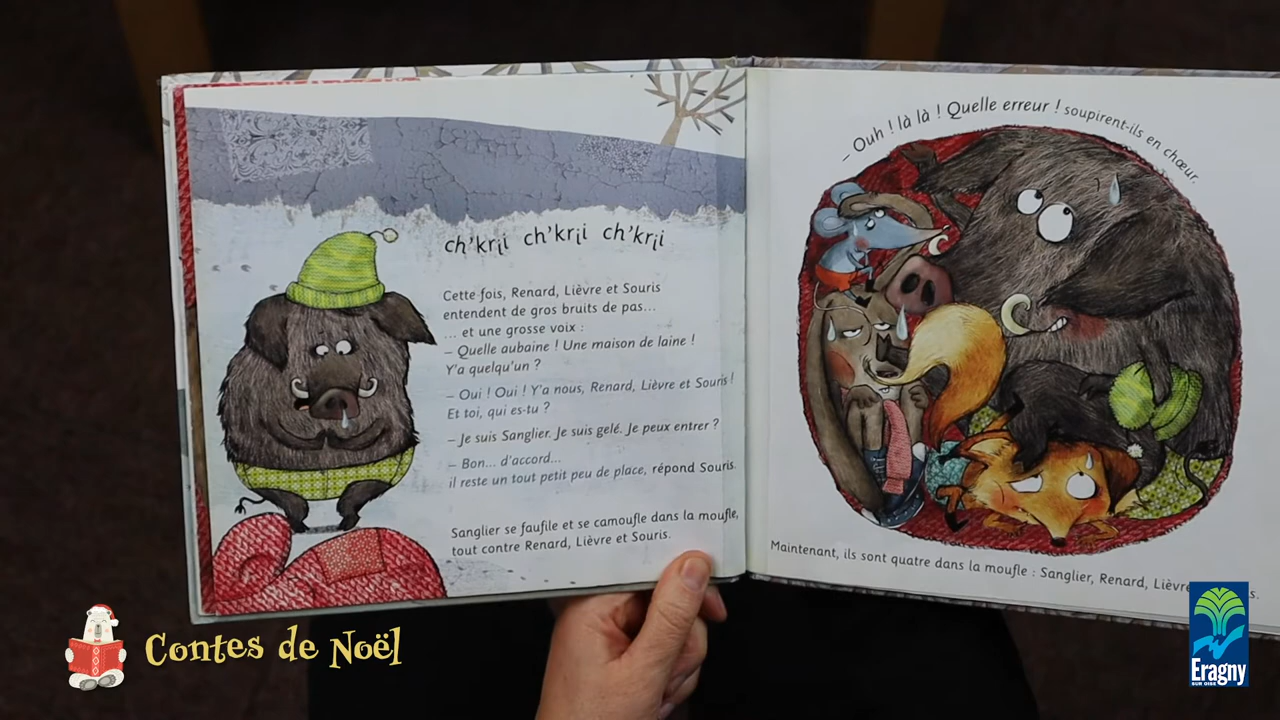 ch'krii ch'krii ch'krii
Cette fois, Renard, Lièvre et Souris
entendent de gros bruits de pas...
... et une grosse voix :
– Quelle aubaine ! Une maison de laine !
Y'a quelqu'un ?
– Oui ! Oui ! Y'a nous, Renard, Lièvre et Souris !
Et toi, qui es-tu ?
– Je suis Sanglier. Je suis gelé. Je peux entrer ?
– Bon... d'accord...
il reste un tout petit peu de place, répond Souris.
Sanglier se faufile et se camoufle dans la moufle,
tout contre Renard, Lièvre et Souris.
– Ouh ! là là ! Quelle erreur ! soupirent-ils en chœur.
Maintenant, ils sont quatre dans la moufle : Sanglier, Renard, Lièvre
Contes de Noël
Eragny
SUR OISE